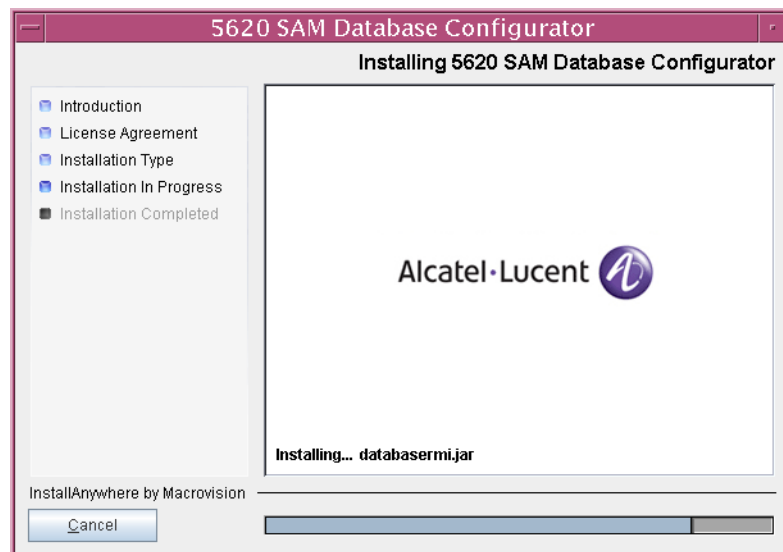 5620 SAM Database Configurator
Installing 5620 SAM Database Configurator
Introduction
License Agreement
Installation Type
Installation In Progress
Installation Completed
Alcatel·Lucent
Installing... databasermi.jar
InstallAnywhere by Macrovision
Cancel